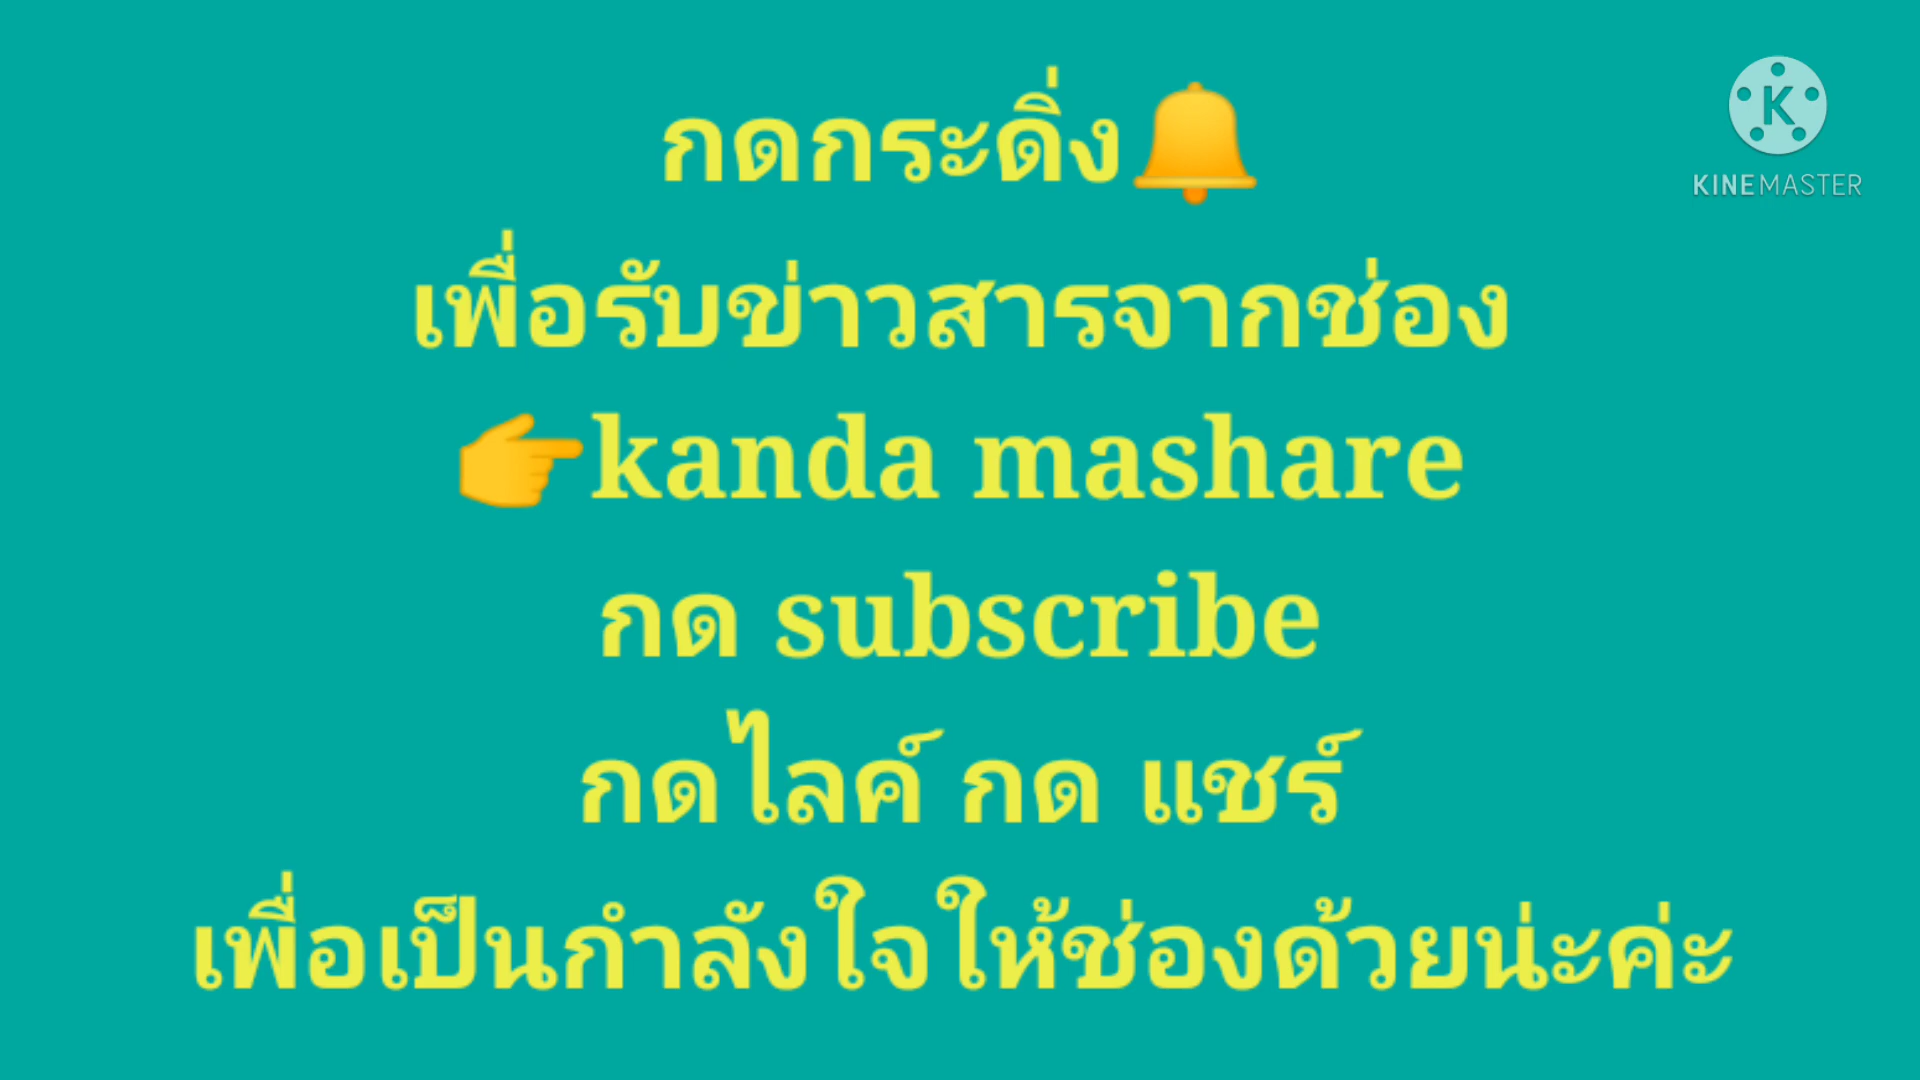 กดกระดิ่ง🔔
เพื่อรับข่าวสารจากช่อง
👉kanda mashare
กด subscribe
กดไลค์ กด แชร์
เพื่อเป็นกำลังใจให้ช่องด้วยน่ะค่ะ
K
KINEMASTER